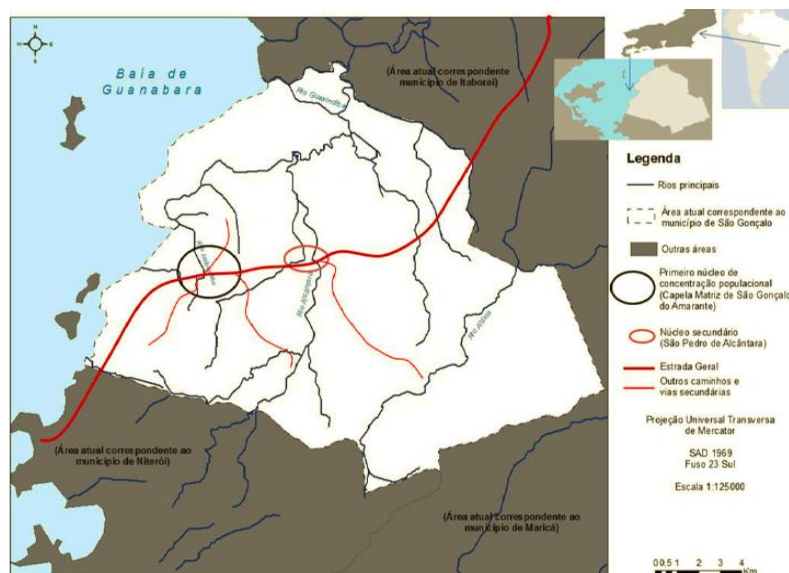 Baía de
Guanabara
(Área atual correspondente
município de Itaboraí)
Rio Guaxindiba
Rio Alcântara
Rio Aldeia
(Área atual correspondente ao
município de Niterói)
(Área atual correspondente ao
município de Maricá)
Legenda
Rios principais
Área atual correspondente ao
município de São Gonçalo
Outras áreas
Primeiro núcleo de
concentração populacional
(Capela Matriz de São Gonçalo
do Amarante)
Núcleo secundário
(São Pedro de Alcântara)
Estrada Geral
Outros caminhos e
vias secundárias
Projeção Universal Transversa
de Mercator
SAD 1969
Fuso 23 Sul
Escala 1:125000
0 0,5 1 2 3 4
Km